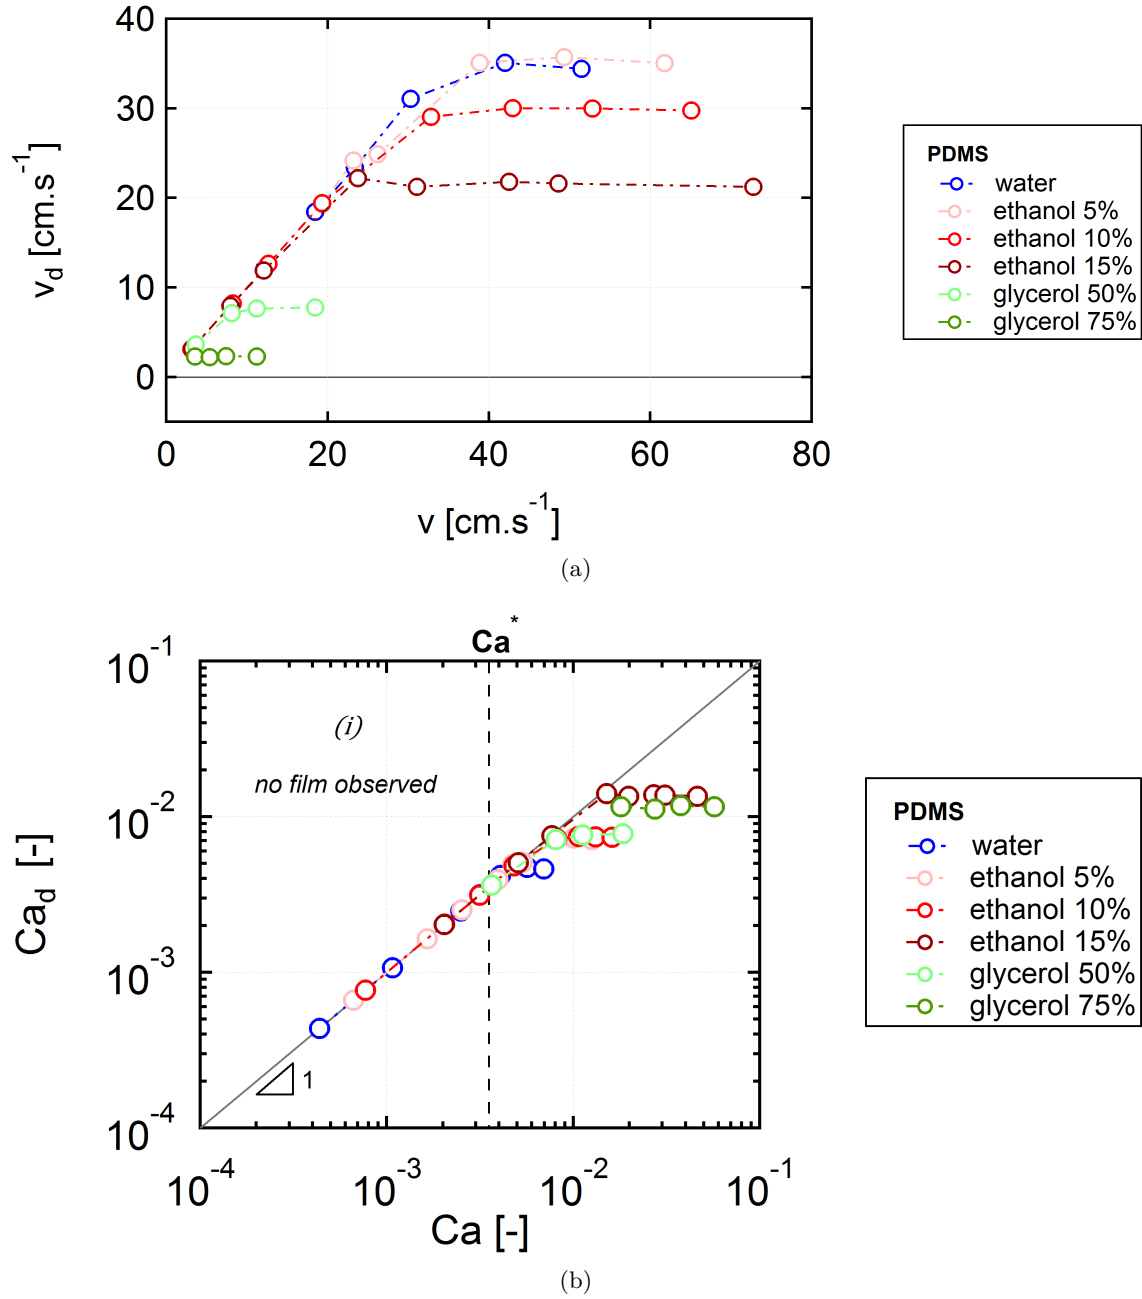 40
30
20
10
0
v_d [cm.s^-1]
0 20 40 60 80
v [cm.s^-1]
PDMS
water
ethanol 5%
ethanol 10%
ethanol 15%
glycerol 50%
glycerol 75%
(a)
Ca^*
10^-1
10^-2
10^-3
10^-4
Ca_d [-]
(i)
no film observed
1
10^-4 10^-3 10^-2 10^-1
Ca [-]
PDMS
water
ethanol 5%
ethanol 10%
ethanol 15%
glycerol 50%
glycerol 75%
(b)